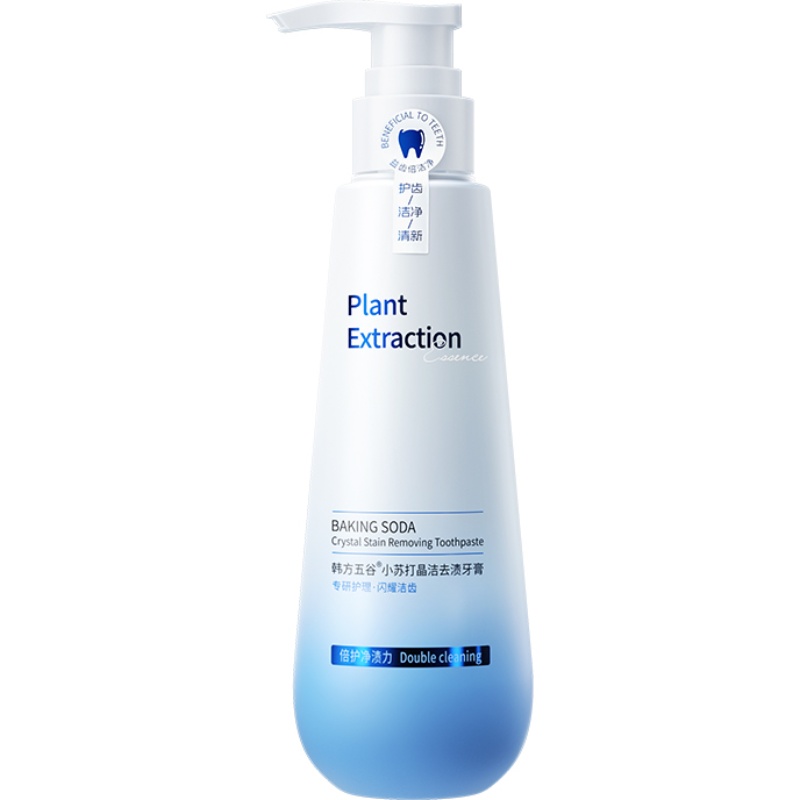 BENEFICIAL TO TEETH
益齿倍洁净
护齿
/
洁净
/
清新
Plant
Extraction
Essence
BAKING SODA
Crystal Stain Removing Toothpaste
韩方五谷®小苏打晶洁去渍牙膏
专研护理·闪耀洁齿
倍护净渍力 Double cleaning